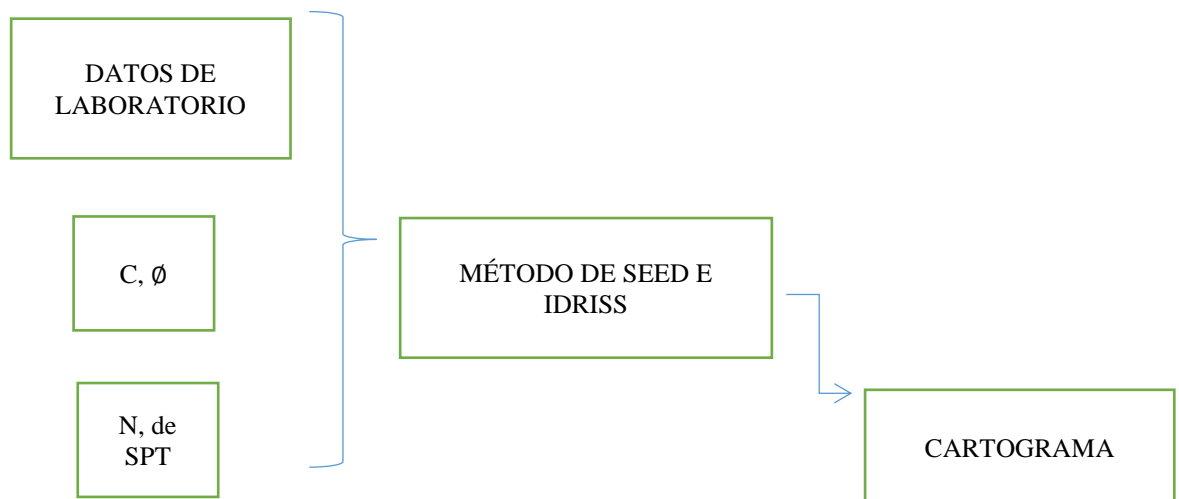 DATOS DE
LABORATORIO
C, Ø
N, de
SPT
MÉTODO DE SEED E
IDRISS
CARTOGRAMA